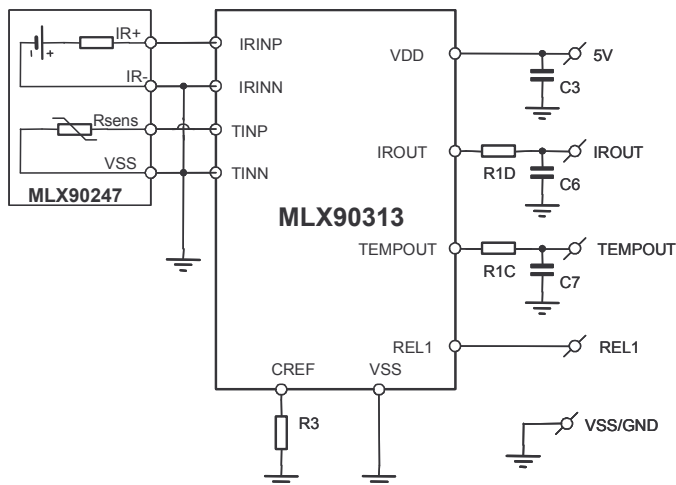 IR+
IR-
Rsens
VSS
MLX90247
IRINP
IRINN
TINP
TINN
MLX90313
VDD
IROUT
TEMPOUT
REL1
CREF
VSS
R3
5V
C3
R1D
IROUT
C6
R1C
TEMPOUT
C7
REL1
VSS/GND